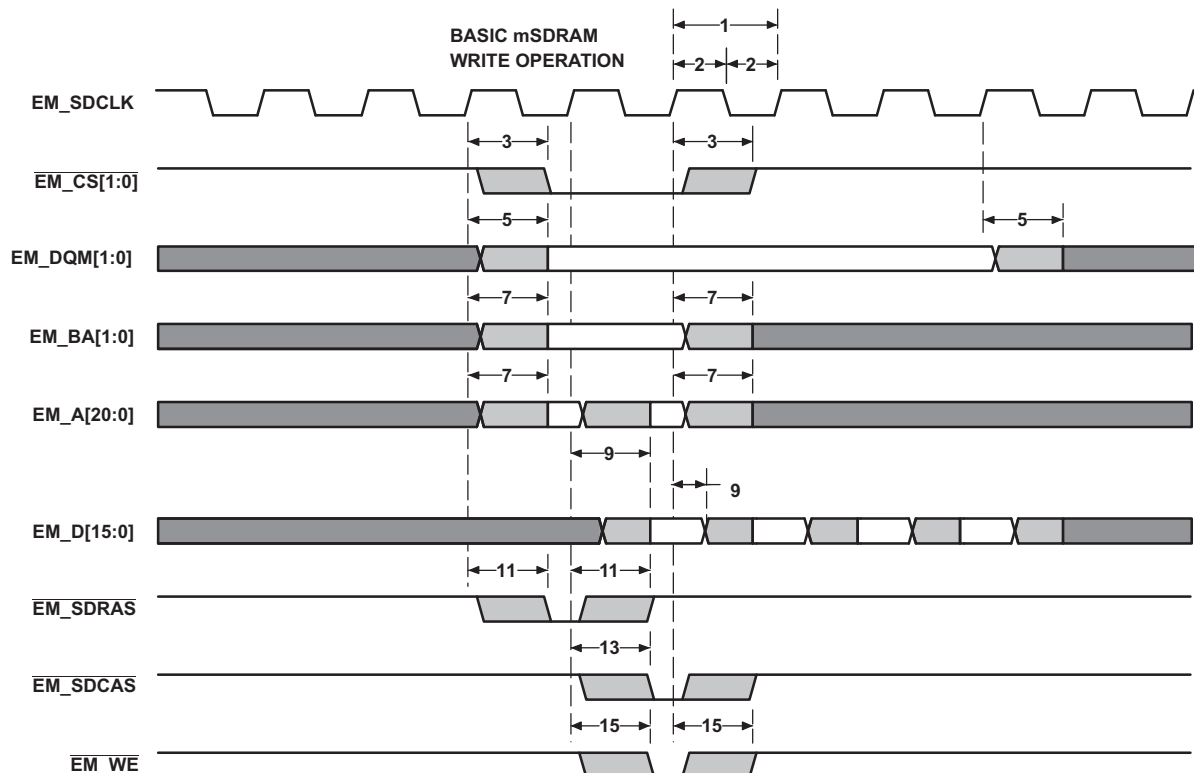 BASIC mSDRAM
WRITE OPERATION
1
2 2
EM_SDCLK
3 3
EM_CS[1:0]
5 5
EM_DQM[1:0]
7 7
EM_BA[1:0]
7 7
EM_A[20:0]
9
9
EM_D[15:0]
11 11
EM_SDRAS
13
EM_SDCAS
15 15
EM_WE